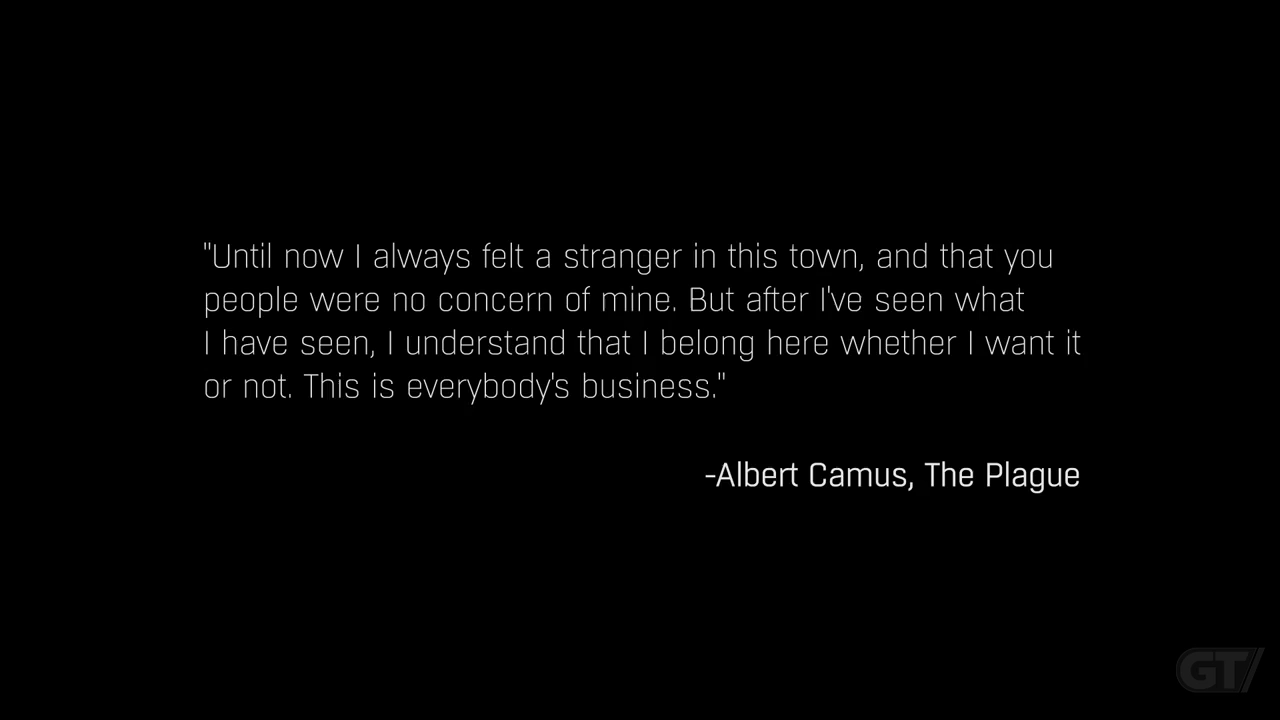 "Until now I always felt a stranger in this town, and that you
people were no concern of mine. But after I've seen what
I have seen, I understand that I belong here whether I want it
or not. This is everybody's business."
-Albert Camus, The Plague
GT